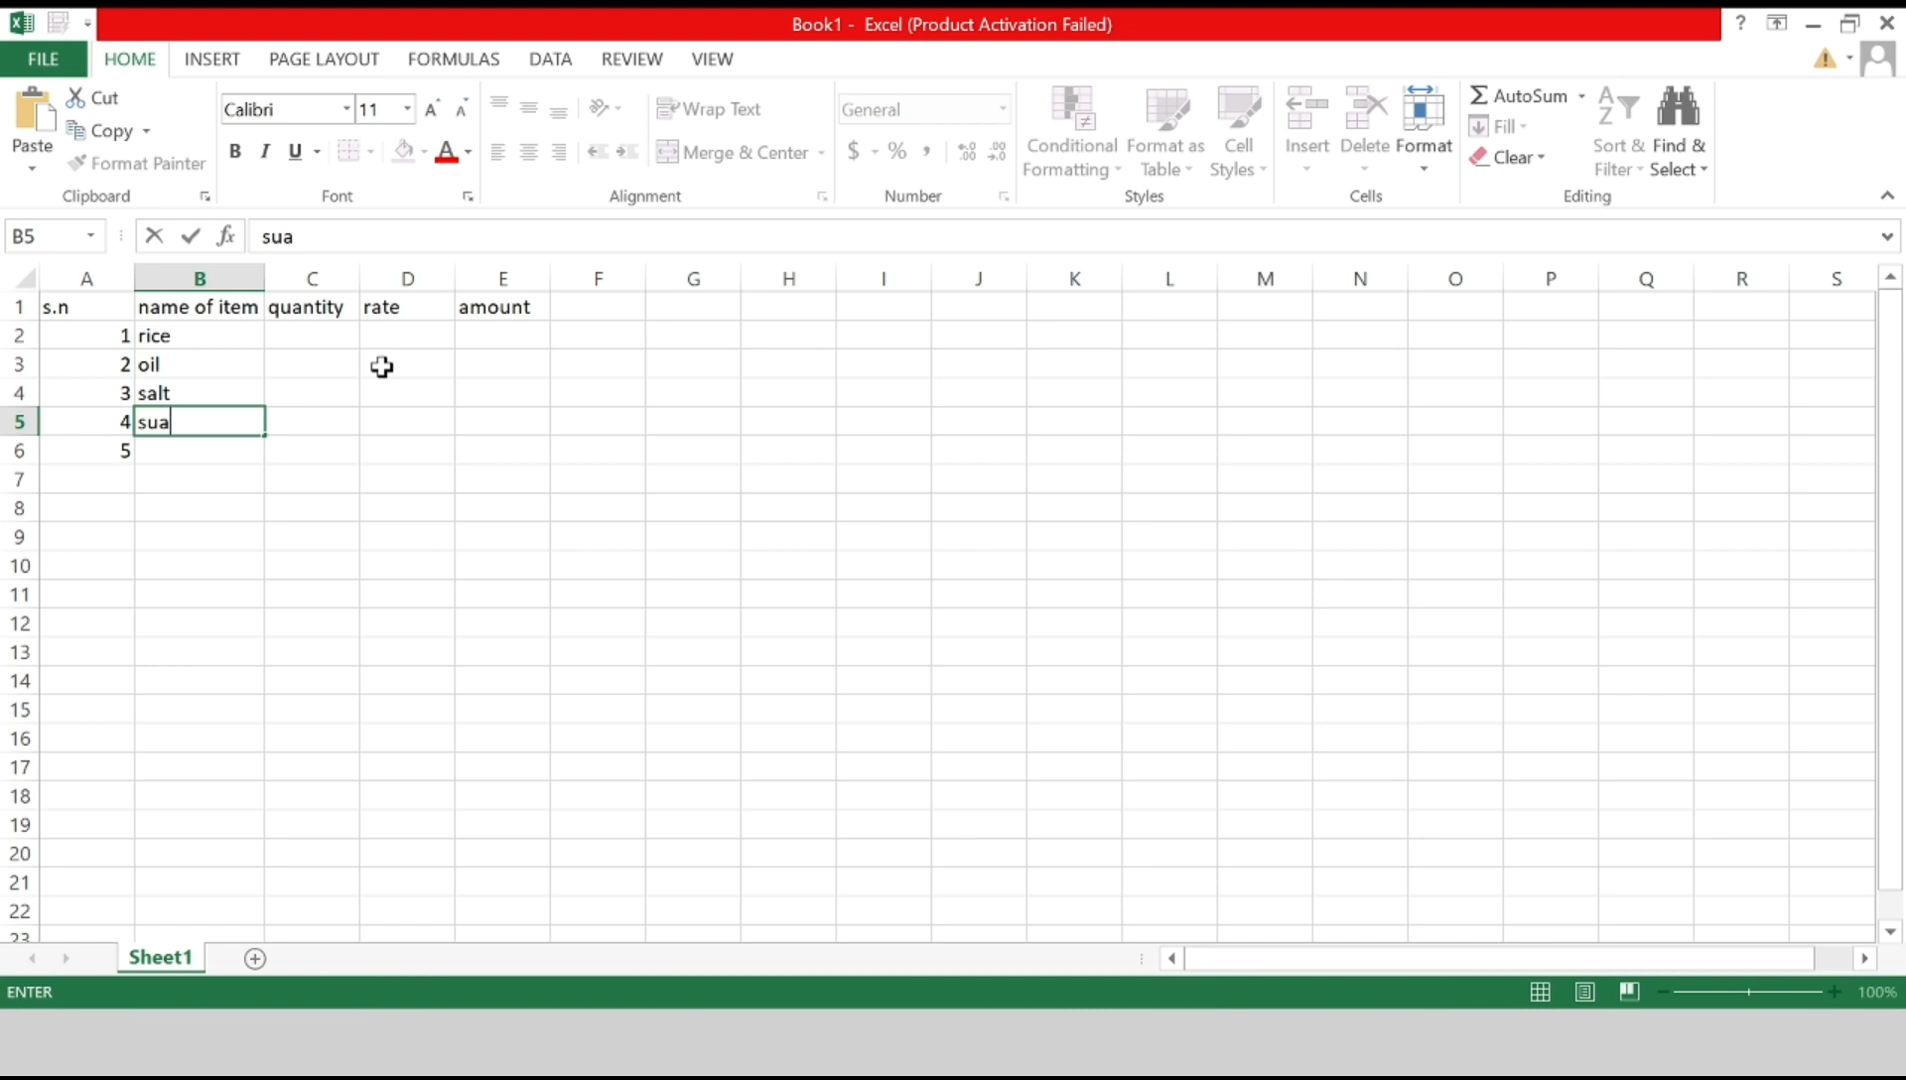 Book1 - Excel (Product Activation Failed)
FILE HOME INSERT PAGE LAYOUT FORMULAS DATA REVIEW VIEW
Paste
Cut
Copy
Format Painter
Clipboard
Calibri 11
B I U
Font
Wrap Text
Merge & Center
Alignment
General
$ % ,
Number
Conditional Formatting
Format as Table
Cell Styles
Styles
Insert Delete Format
Cells
AutoSum
Fill
Clear
Sort & Filter
Find & Select
Editing
B5 fx sua
A B C D E F G H I J K L M N O P Q R S
1 s.n name of item quantity rate amount
2 1 rice
3 2 oil
4 3 salt
5 4 sua
6 5
7
8
9
10
11
12
13
14
15
16
17
18
19
20
21
22
23
Sheet1
ENTER 100%